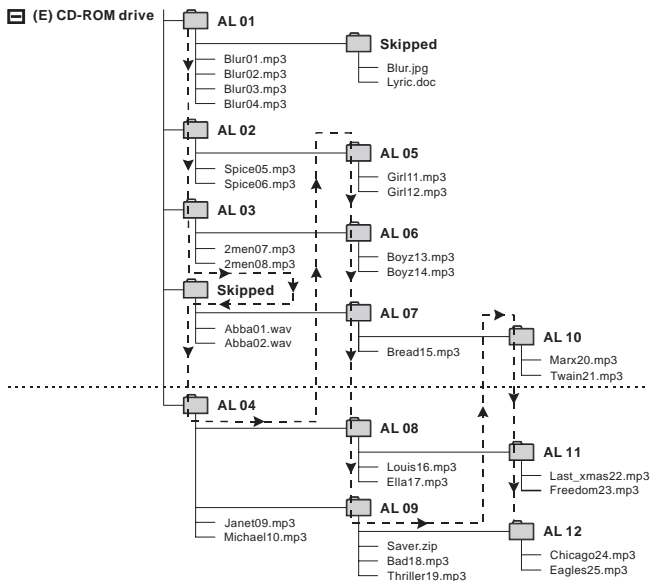 (E) CD-ROM drive
AL 01
Blur01.mp3
Blur02.mp3
Blur03.mp3
Blur04.mp3
Skipped
Blur.jpg
Lyric.doc
AL 02
Spice05.mp3
Spice06.mp3
AL 05
Girl11.mp3
Girl12.mp3
AL 03
2men07.mp3
2men08.mp3
AL 06
Boyz13.mp3
Boyz14.mp3
Skipped
Abba01.wav
Abba02.wav
AL 07
Bread15.mp3
AL 10
Marx20.mp3
Twain21.mp3
AL 04
Janet09.mp3
Michael10.mp3
AL 08
Louis16.mp3
Ella17.mp3
AL 11
Last_xmas22.mp3
Freedom23.mp3
AL 09
Saver.zip
Bad18.mp3
Thriller19.mp3
AL 12
Chicago24.mp3
Eagles25.mp3